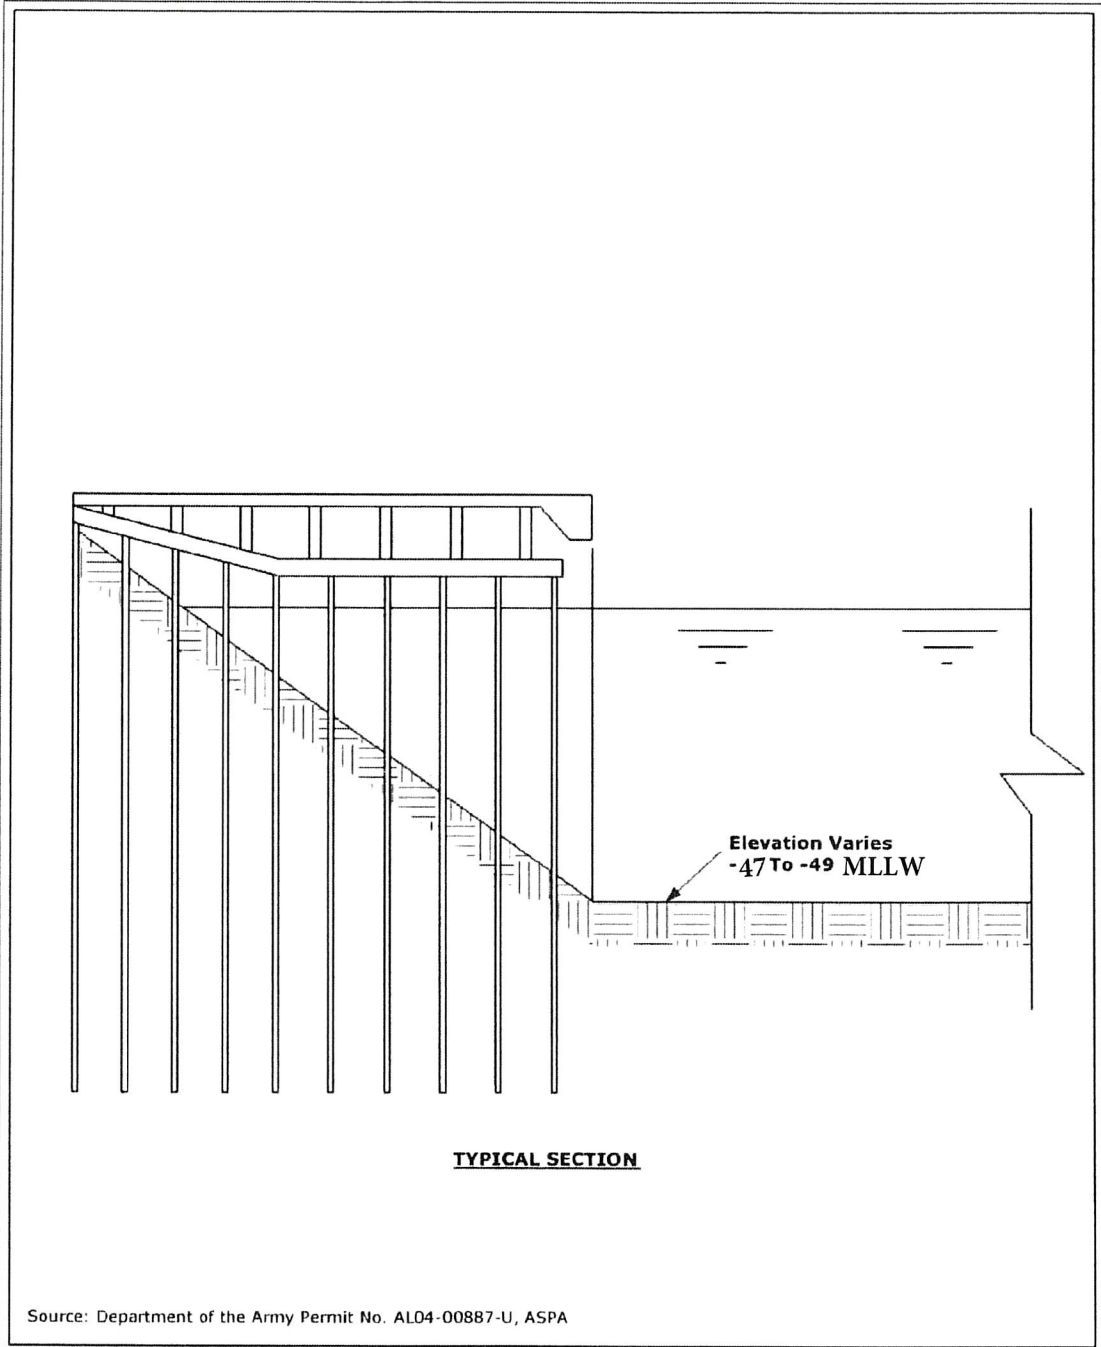 Elevation Varies
-47 To -49 MLLW
TYPICAL SECTION
Source: Department of the Army Permit No. AL04-00887-U, ASPA